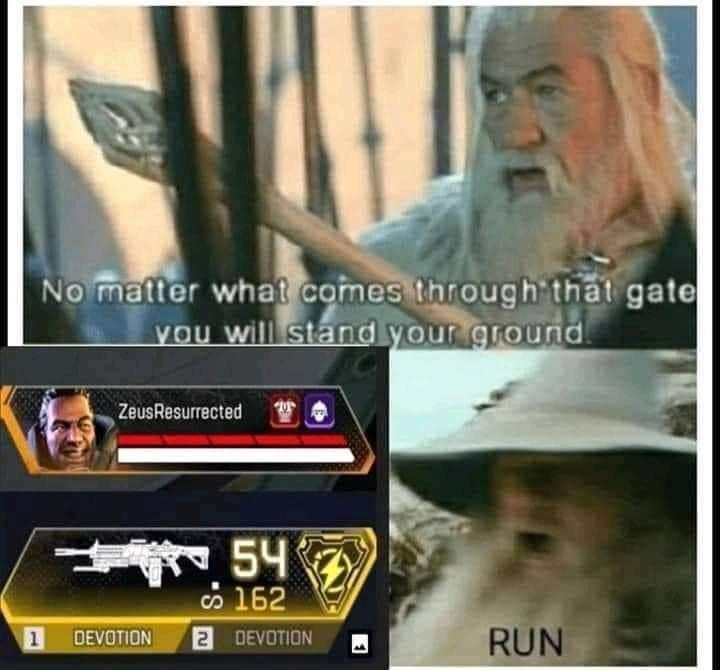 No matter what comes through that gate
you will stand your ground.
ZeusResurrected
54
162
1 DEVOTION 2 DEVOTION
RUN